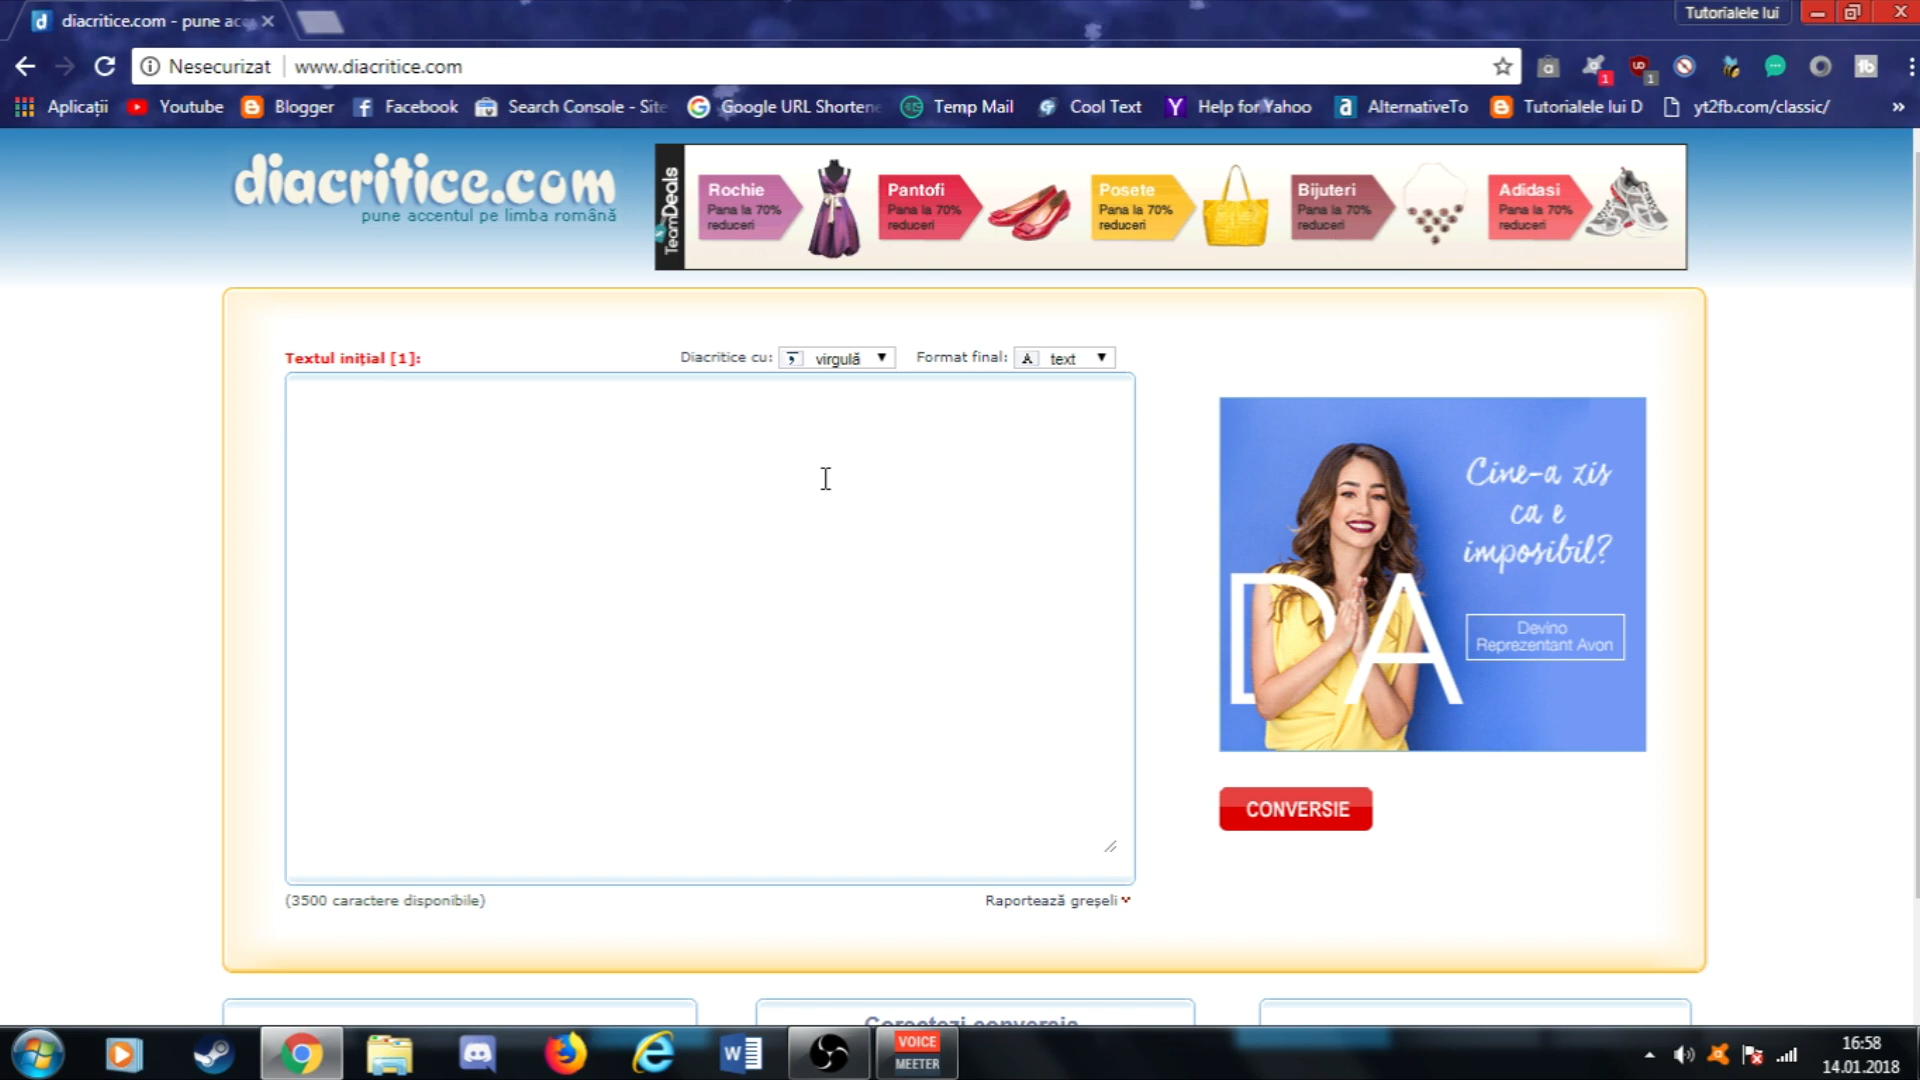 diacritice.com - pune acc
Tutorialele lui
Nesecurizat
www.diacritice.com
Aplicații
Youtube
Blogger
Facebook
Search Console - Site
Google URL Shortene
Temp Mail
Cool Text
Help for Yahoo
AlternativeTo
Tutorialele lui D
yt2fb.com/classic/
»
diacritice.com
pune accentul pe limba română
TeamDeals
Rochie
Pana la 70%
reduceri
Pantofi
Pana la 70%
reduceri
Posete
Pana la 70%
reduceri
Bijuteri
Pana la 70%
reduceri
Adidasi
Pana la 70%
reduceri
Textul inițial [1]:
Diacritice cu:
virgulă
Format final:
A text
Cine-a zis
ca e
imposibil?
DA
Devino
Reprezentant Avon
CONVERSIE
(3500 caractere disponibile)
Raportează greșeli
Corectezi conversia
VOICE
MEETER
16:58
14.01.2018